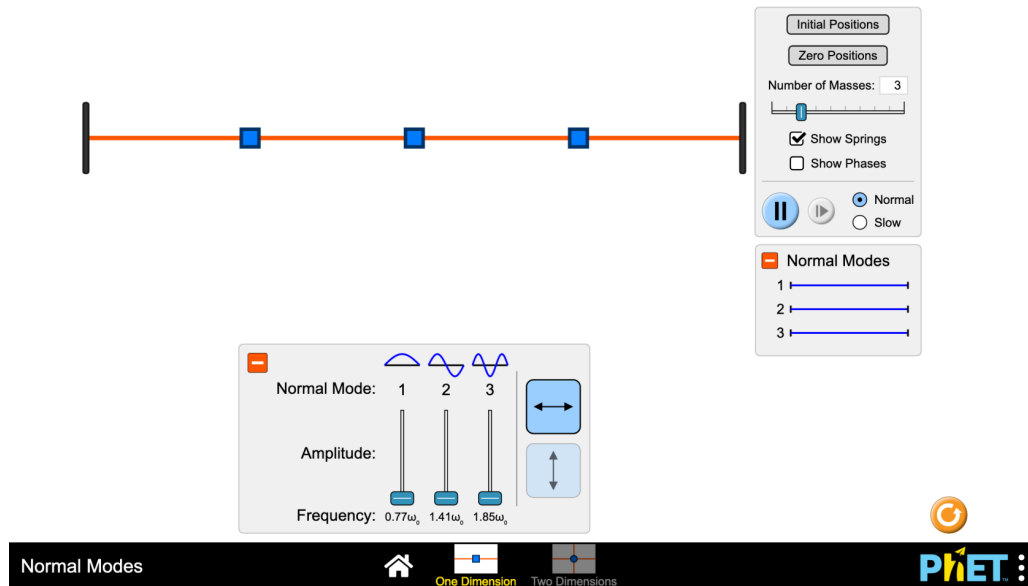 Initial Positions
Zero Positions
Number of Masses: 3
Show Springs
Show Phases
Normal
Slow
Normal Modes
1
2
3
Normal Mode: 1 2 3
Amplitude:
Frequency: 0.77ω₀ 1.41ω₀ 1.85ω₀
Normal Modes
One Dimension
Two Dimensions
PhET